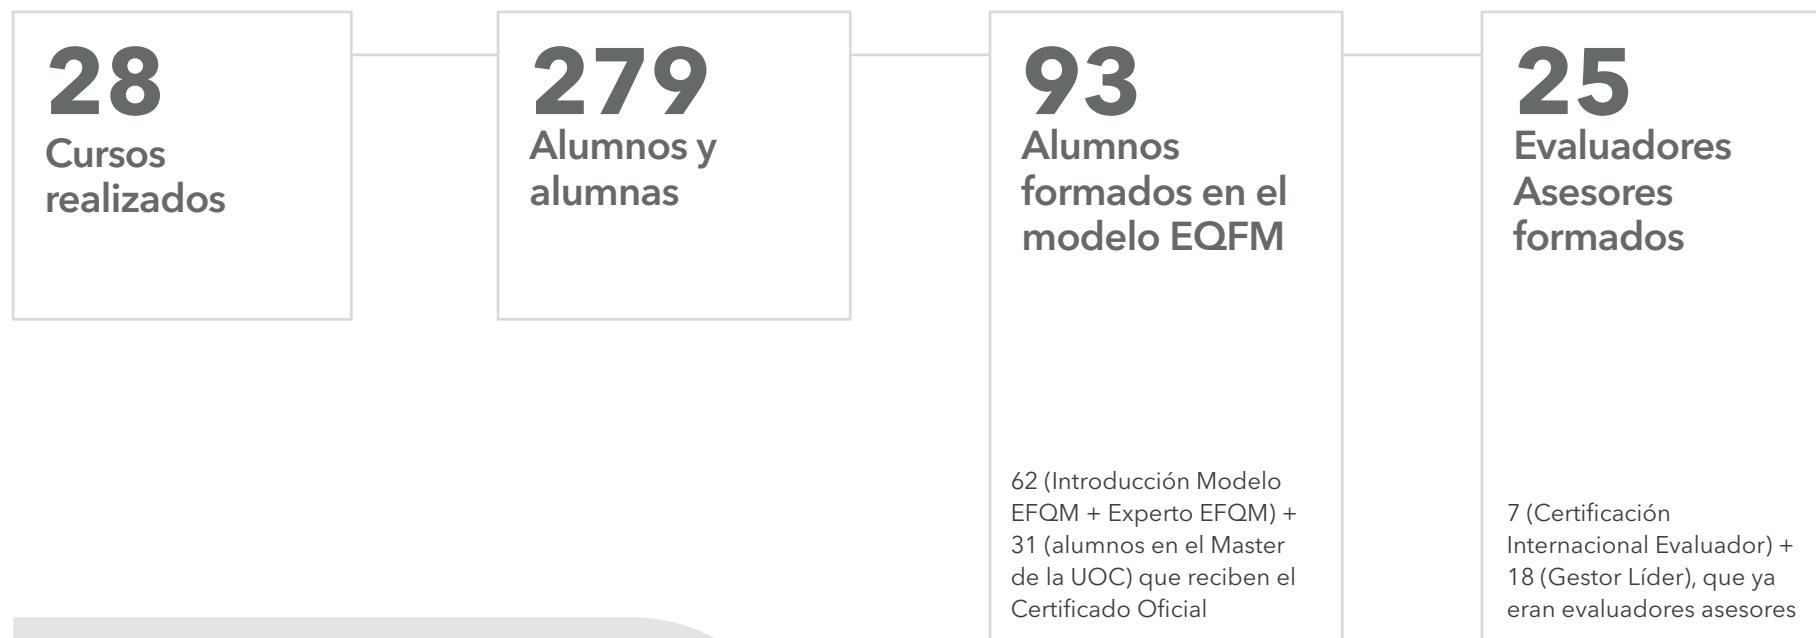 28
Cursos
realizados
279
Alumnos y
alumnas
93
Alumnos
formados en el
modelo EQFM
62 (Introducción Modelo
EFQM + Experto EFQM) +
31 (alumnos en el Master
de la UOC) que reciben el
Certificado Oficial
25
Evaluadores
Asesores
formados
7 (Certificación
Internacional Evaluador) +
18 (Gestor Líder), que ya
eran evaluadores asesores